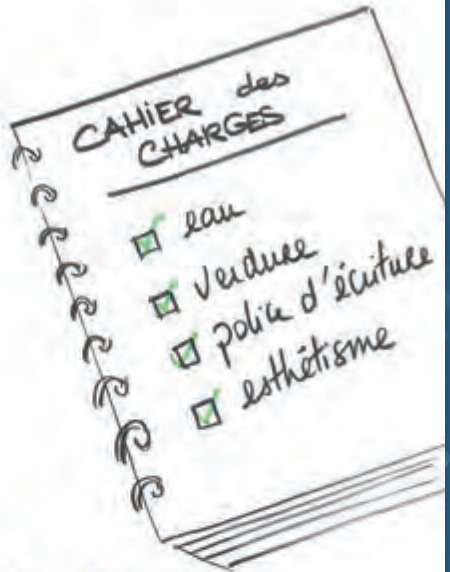 CAHIER des
CHARGES
eau
verdure
police d'écriture
esthétisme